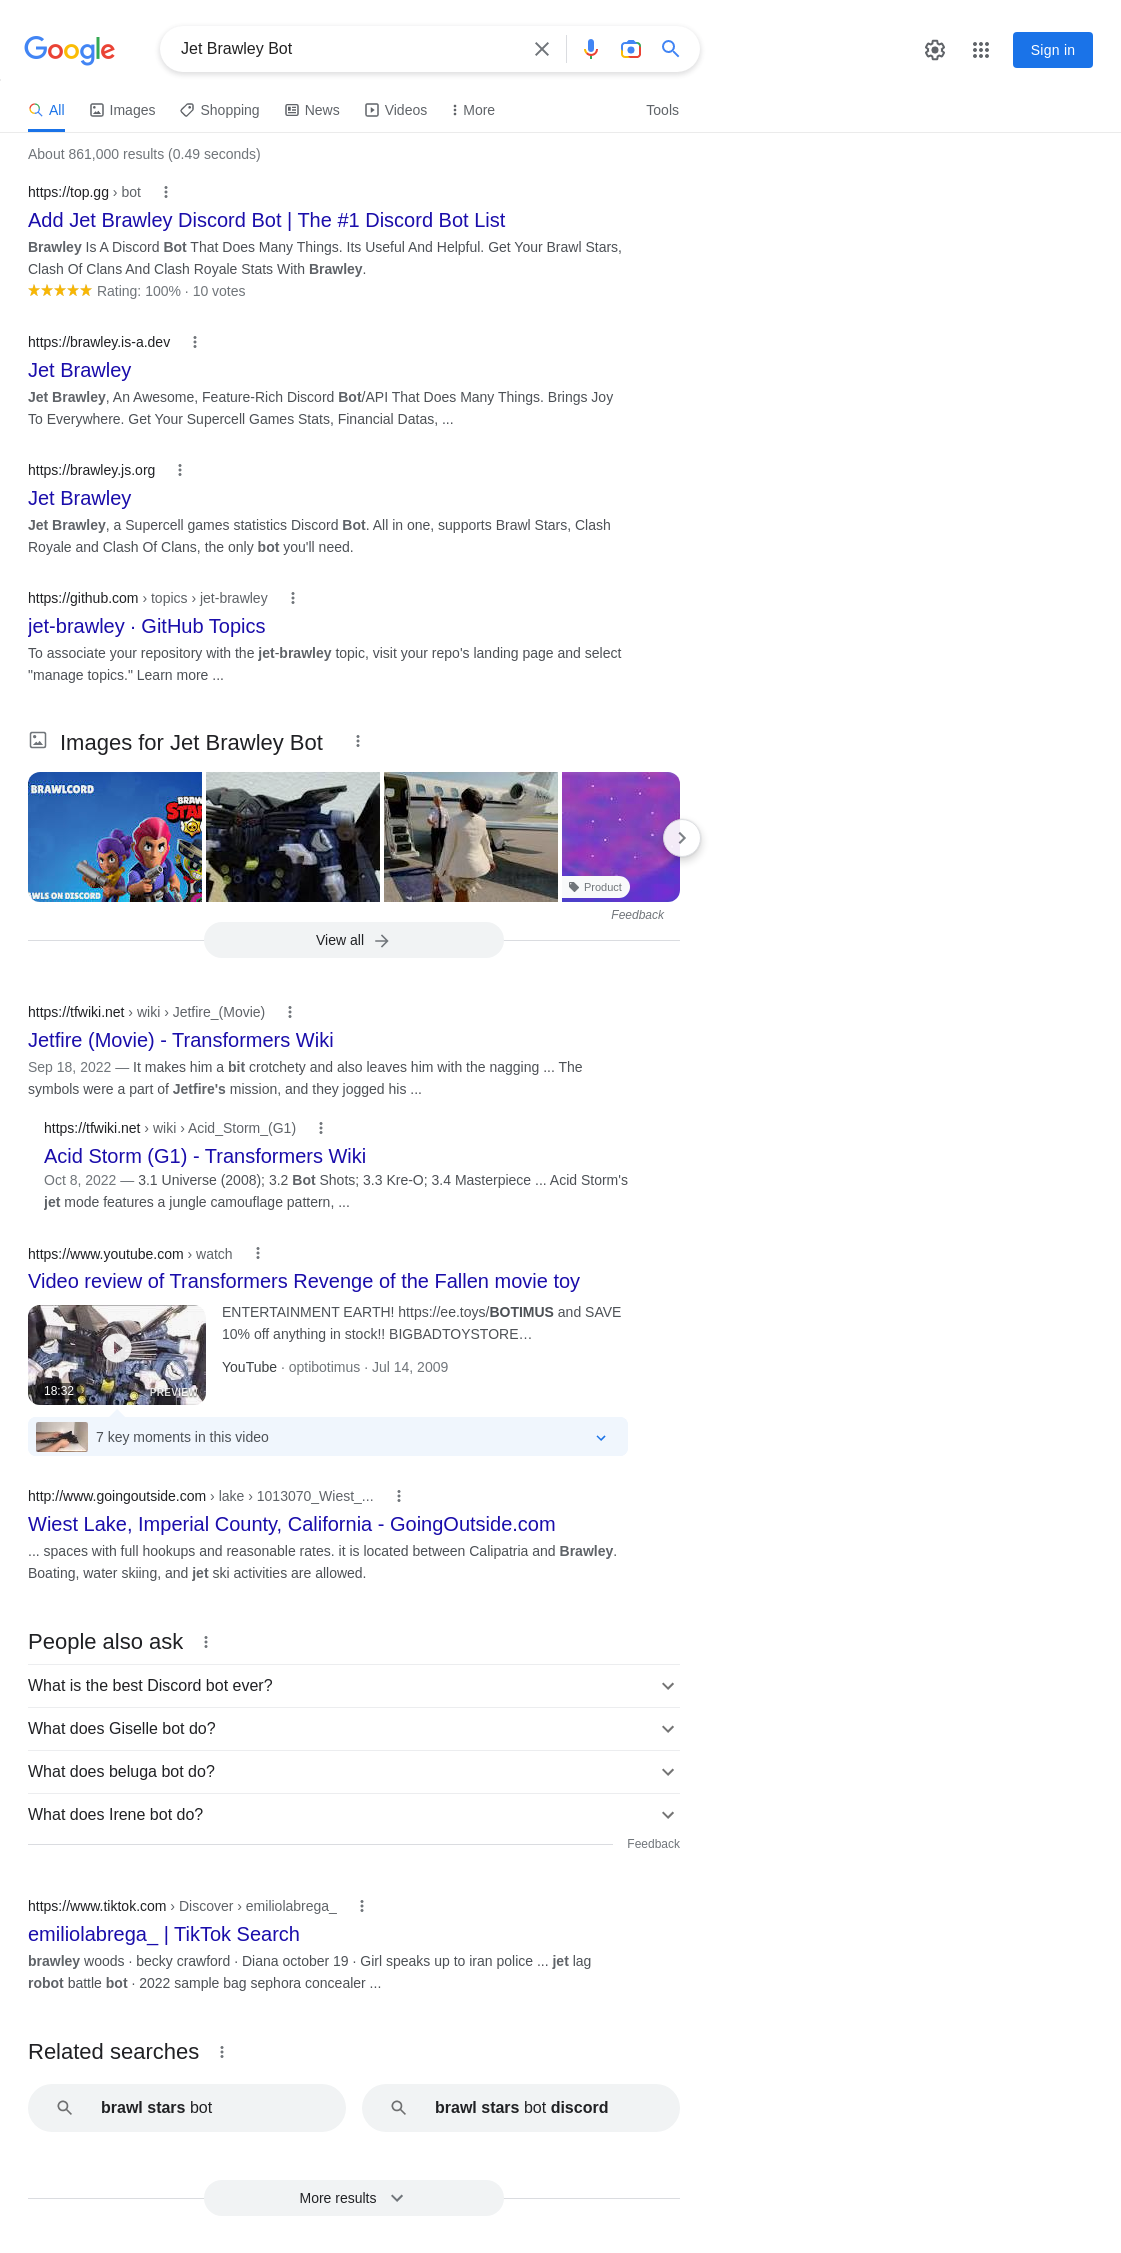 Google
Jet Brawley Bot
Sign in
All
Images
Shopping
News
Videos
More
Tools
About 861,000 results (0.49 seconds)
https://top.gg › bot
Add Jet Brawley Discord Bot | The #1 Discord Bot List
Brawley Is A Discord Bot That Does Many Things. Its Useful And Helpful. Get Your Brawl Stars,
Clash Of Clans And Clash Royale Stats With Brawley.
Rating: 100% · 10 votes
https://brawley.is-a.dev
Jet Brawley
Jet Brawley, An Awesome, Feature-Rich Discord Bot/API That Does Many Things. Brings Joy
To Everywhere. Get Your Supercell Games Stats, Financial Datas, ...
https://brawley.js.org
Jet Brawley
Jet Brawley, a Supercell games statistics Discord Bot. All in one, supports Brawl Stars, Clash
Royale and Clash Of Clans, the only bot you'll need.
https://github.com › topics › jet-brawley
jet-brawley · GitHub Topics
To associate your repository with the jet-brawley topic, visit your repo's landing page and select
"manage topics." Learn more ...
Images for Jet Brawley Bot
BRAWLCORD
BRAW
STA
AWLS ON DISCORD
Product
Feedback
View all
https://tfwiki.net › wiki › Jetfire_(Movie)
Jetfire (Movie) - Transformers Wiki
Sep 18, 2022 — It makes him a bit crotchety and also leaves him with the nagging ... The
symbols were a part of Jetfire's mission, and they jogged his ...
https://tfwiki.net › wiki › Acid_Storm_(G1)
Acid Storm (G1) - Transformers Wiki
Oct 8, 2022 — 3.1 Universe (2008); 3.2 Bot Shots; 3.3 Kre-O; 3.4 Masterpiece ... Acid Storm's
jet mode features a jungle camouflage pattern, ...
https://www.youtube.com › watch
Video review of Transformers Revenge of the Fallen movie toy
ENTERTAINMENT EARTH! https://ee.toys/BOTIMUS and SAVE
10% off anything in stock!! BIGBADTOYSTORE…
YouTube · optibotimus · Jul 14, 2009
18:32
PREVIEW
7 key moments in this video
http://www.goingoutside.com › lake › 1013070_Wiest_...
Wiest Lake, Imperial County, California - GoingOutside.com
... spaces with full hookups and reasonable rates. it is located between Calipatria and Brawley.
Boating, water skiing, and jet ski activities are allowed.
People also ask
What is the best Discord bot ever?
What does Giselle bot do?
What does beluga bot do?
What does Irene bot do?
Feedback
https://www.tiktok.com › Discover › emiliolabrega_
emiliolabrega_ | TikTok Search
brawley woods · becky crawford · Diana october 19 · Girl speaks up to iran police ... jet lag
robot battle bot · 2022 sample bag sephora concealer ...
Related searches
brawl stars bot
brawl stars bot discord
More results